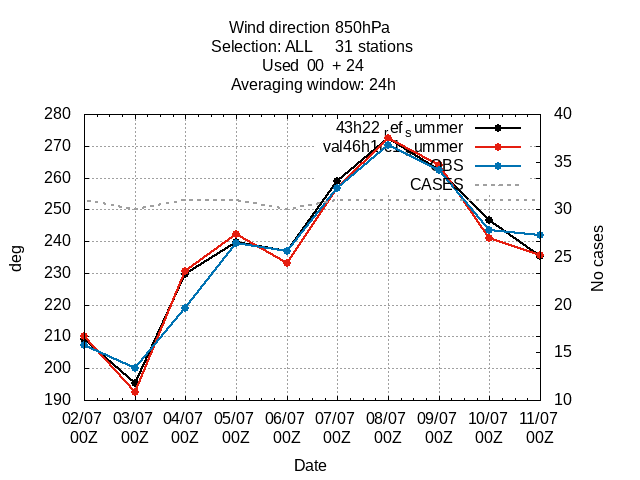 Wind direction 850hPa
Selection: ALL 31 stations
Used 00 + 24
Averaging window: 24h
280 40
43h22 refsummer
270 ummer
35
OBS
260 CASES
250 30
240
25
deg
No cases
230
220 20
210
15
200
190 10
02/07 03/07 04/07 05/07 06/07 07/07 08/07 09/07 10/07 11/07
00Z 00Z 00Z 00Z 00Z 00Z 00Z 00Z 00Z 00Z
Date